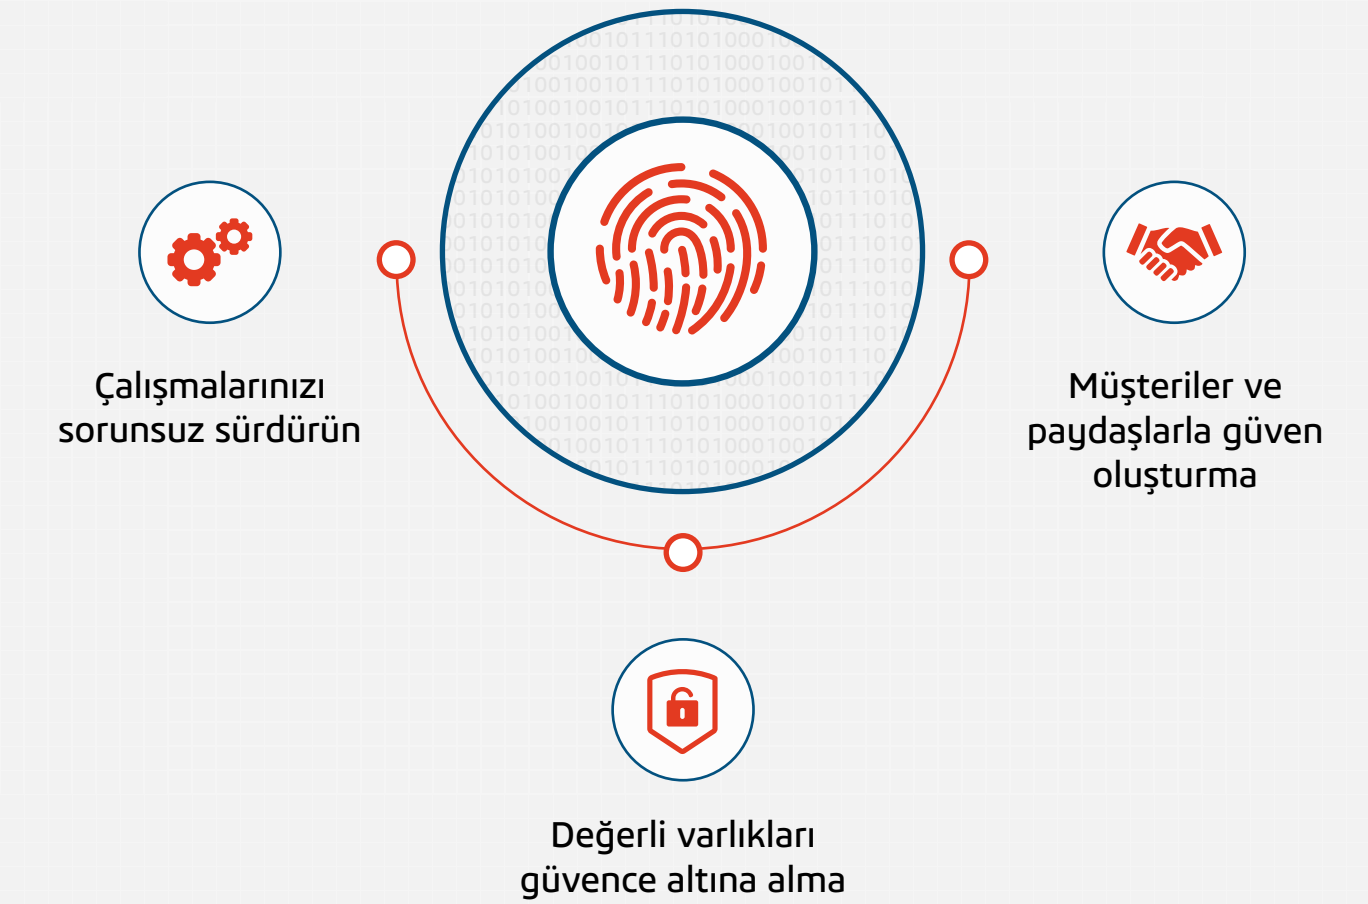 Çalışmalarınızı
sorunsuz sürdürün
Müşteriler ve
paydaşlarla güven
oluşturma
Değerli varlıkları
güvence altına alma